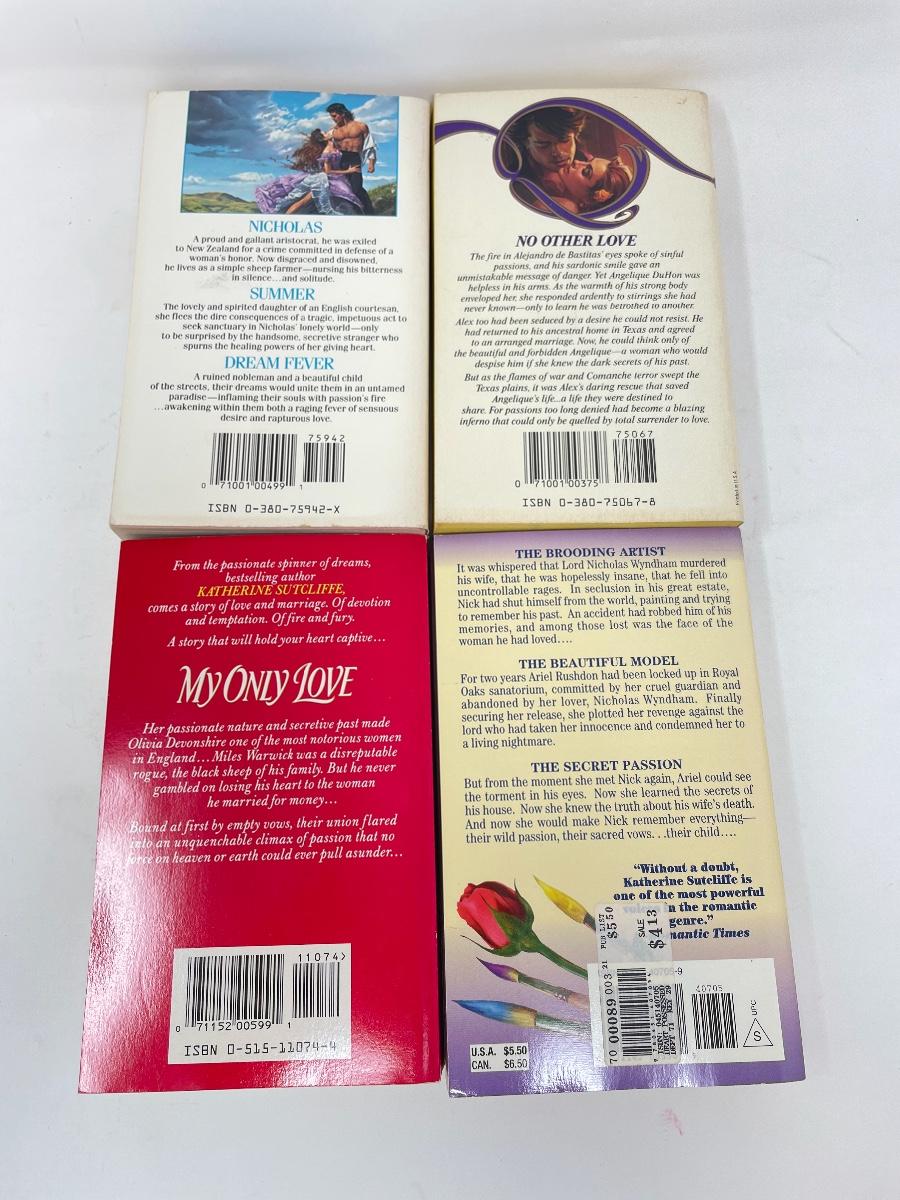 NICHOLAS
A proud and gallant aristocrat, he was exiled
to New Zealand for a crime committed in defense of a
woman's honor. Now disgraced and disowned,
he lives as a simple sheep farmer—nursing his bitterness
in silence...and solitude.
SUMMER
The lovely and spirited daughter of an English courtesan,
she flees the dire consequences of a tragic, impetuous act to
seek sanctuary in Nicholas' lonely world—only
to be surprised by the handsome, secretive stranger who
spurns the healing powers of her giving heart.
DREAM FEVER
A ruined nobleman and a beautiful child
of the streets, their dreams would unite them in an untamed
paradise—inflaming their souls with passion's fire
...awakening within them both a raging fever of sensuous
desire and rapturous love.
75942
0 71001 00499 1
ISBN 0-380-75942-X
NO OTHER LOVE
The fire in Alejandro de Bastitas' eyes spoke of sinful
passions, and his sardonic smile gave an
unmistakable message of danger. Yet Angelique DuHon was
helpless in his arms. As the warmth of his strong body
enveloped her, she responded ardently to stirrings she had
never known—only to learn he was betrothed to another.
Alex too had been seduced by a desire he could not resist. He
had returned to his ancestral home in Texas and agreed
to an arranged marriage. Now, he could think only of
the beautiful and forbidden Angelique—a woman who would
despise him if she knew the dark secrets of his past.
But as the flames of war and Comanche terror swept the
Texas plains, it was Alex's daring rescue that saved
Angelique's life...a life they were destined to
share. For passions too long denied had become a blazing
inferno that could only be quelled by total surrender to love.
75067
0 71001 00375
ISBN 0-380-75067-8
Printed in U.S.A.
From the passionate spinner of dreams,
bestselling author
KATHERINE SUTCLIFFE,
comes a story of love and marriage. Of devotion
and temptation. Of fire and fury.
A story that will hold your heart captive...
MY ONLY LOVE
Her passionate nature and secretive past made
Olivia Devonshire one of the most notorious women
in England...Miles Warwick was a disreputable
rogue, the black sheep of his family. But he never
gambled on losing his heart to the woman
he married for money...
Bound at first by empty vows, their union flared
into an unquenchable climax of passion that no
force on heaven or earth could ever pull asunder...
11074>
0 71152 00599 1
ISBN 0-515-11074-4
THE BROODING ARTIST
It was whispered that Lord Nicholas Wyndham murdered
his wife, that he was hopelessly insane, that he fell into
uncontrollable rages. In seclusion in his great estate,
Nick had shut himself from the world, painting and trying
to remember his past. An accident had robbed him of his
memories, and among those lost was the face of the
woman he had loved....
THE BEAUTIFUL MODEL
For two years Ariel Rushdon had been locked up in Royal
Oaks sanatorium, committed by her cruel guardian and
abandoned by her lover, Nicholas Wyndham. Finally
securing her release, she plotted her revenge against the
lord who had taken her innocence and condemned her to
a living nightmare.
THE SECRET PASSION
But from the moment she met Nick again, Ariel could see
the torment in his eyes. Now she learned the secrets of
his house. Now she knew the truth about his wife's death.
And now she would make Nick remember everything—
their wild passion, their sacred vows...their child....
"Without a doubt,
Katherine Sutcliffe is
one of the most powerful
voices in the romantic
genre."
mantic Times
PUB LIST
$5.50
SALE
$4.13
70 00089 003 21
40705-9
40705
UPC
S
U.S.A. $5.50
CAN. $6.50